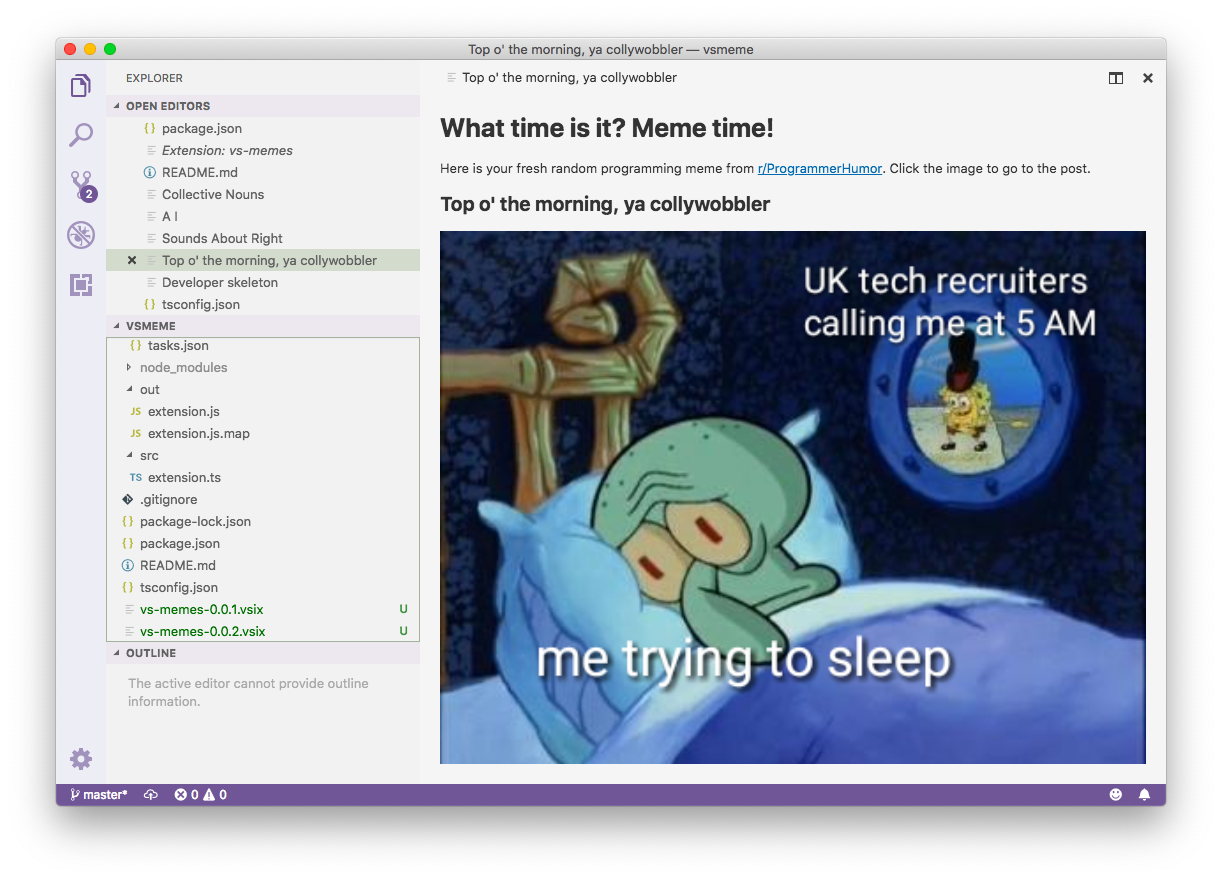 Top o' the morning, ya collywobbler — vsmeme
EXPLORER
OPEN EDITORS
{} package.json
Extension: vs-memes
README.md
Collective Nouns
A I
Sounds About Right
Top o' the morning, ya collywobbler
Developer skeleton
{} tsconfig.json
VSMEME
{} tasks.json
node_modules
out
JS extension.js
JS extension.js.map
src
TS extension.ts
.gitignore
{} package-lock.json
{} package.json
README.md
{} tsconfig.json
vs-memes-0.0.1.vsix U
vs-memes-0.0.2.vsix U
OUTLINE
The active editor cannot provide outline
information.
2
master* 0 0
Top o' the morning, ya collywobbler
What time is it? Meme time!
Here is your fresh random programming meme from r/ProgrammerHumor. Click the image to go to the post.
Top o' the morning, ya collywobbler
UK tech recruiters
calling me at 5 AM
me trying to sleep